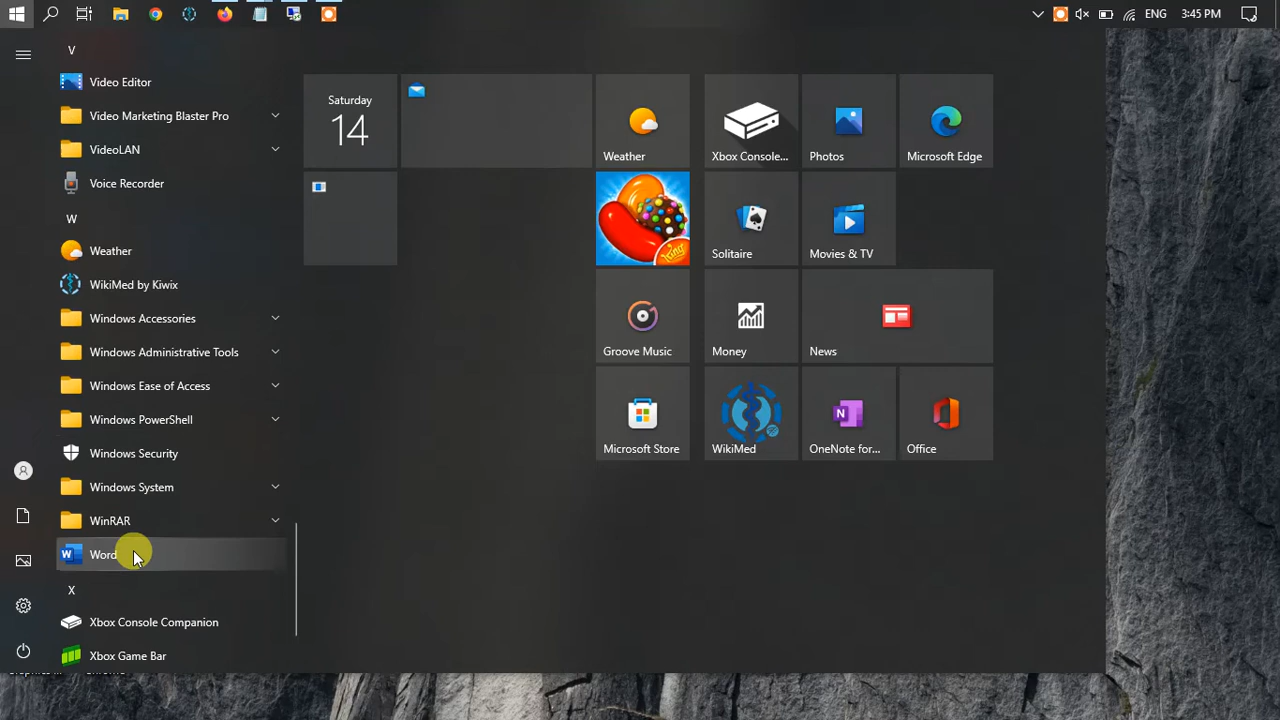 ENG 3:45 PM
V
Video Editor
Video Marketing Blaster Pro
VideoLAN
Voice Recorder
W
Weather
WikiMed by Kiwix
Windows Accessories
Windows Administrative Tools
Windows Ease of Access
Windows PowerShell
Windows Security
Windows System
WinRAR
Word
X
Xbox Console Companion
Xbox Game Bar
Saturday
14
Weather
Xbox Console...
Photos
Microsoft Edge
King
Solitaire
Movies & TV
Groove Music
Money
News
Microsoft Store
WikiMed
OneNote for...
Office